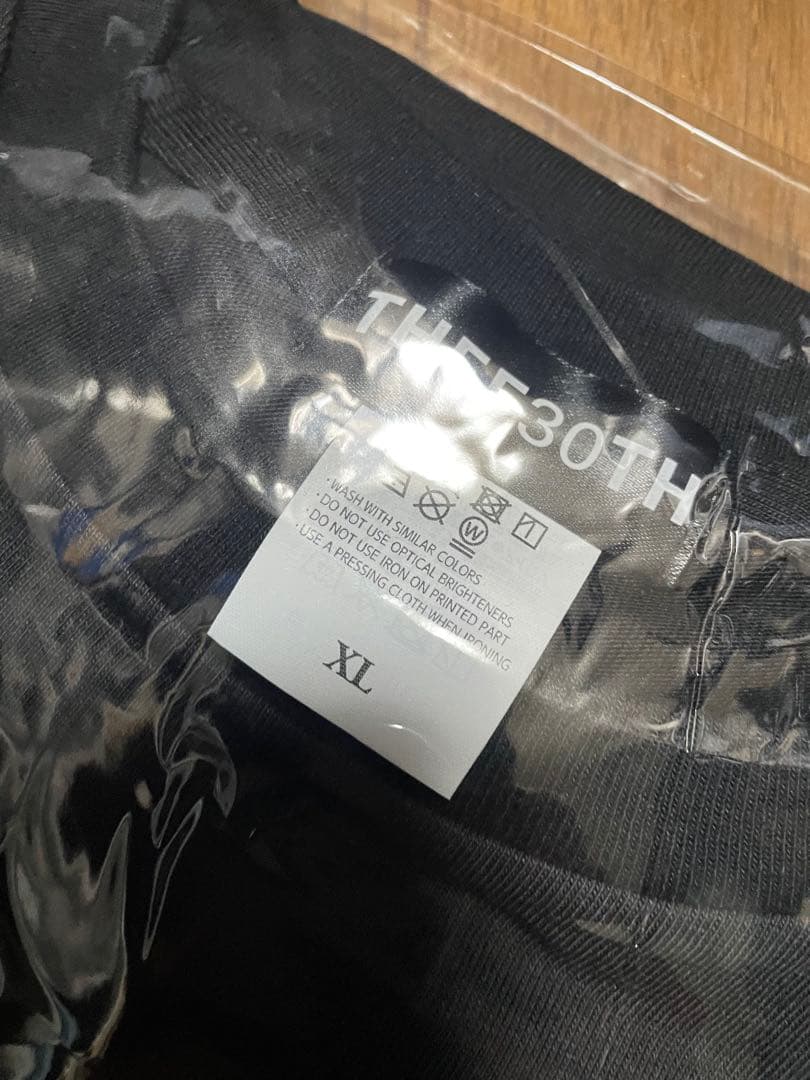 THEE30TH
W
· WASH WITH SIMILAR COLORS
· DO NOT USE OPTICAL BRIGHTENERS
· DO NOT USE IRON ON PRINTED PART
· USE A PRESSING CLOTH WHEN IRONING
XL